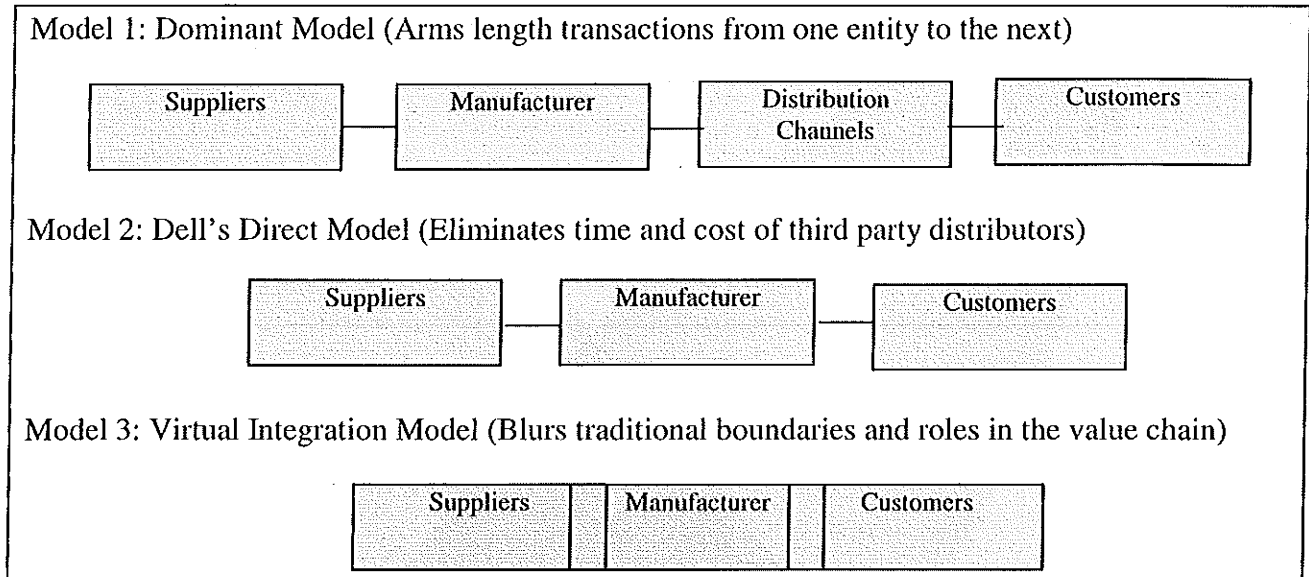 Model 1: Dominant Model (Arms length transactions from one entity to the next)
Suppliers
Manufacturer
Distribution
Channels
Customers
Model 2: Dell's Direct Model (Eliminates time and cost of third party distributors)
Suppliers
Manufacturer
Customers
Model 3: Virtual Integration Model (Blurs traditional boundaries and roles in the value chain)
Suppliers
Manufacturer
Customers